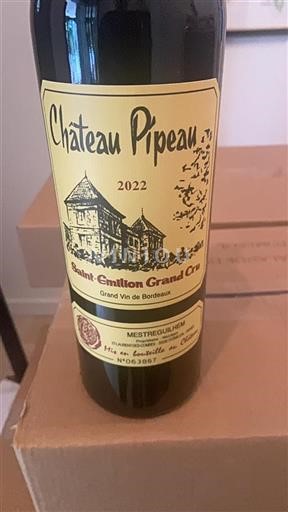 Château Pipeau
2022
Saint-Emilion Grand Cru
Grand Vin de Bordeaux
MESTREGUILHEM
Mis en bouteille au Château
N°063867